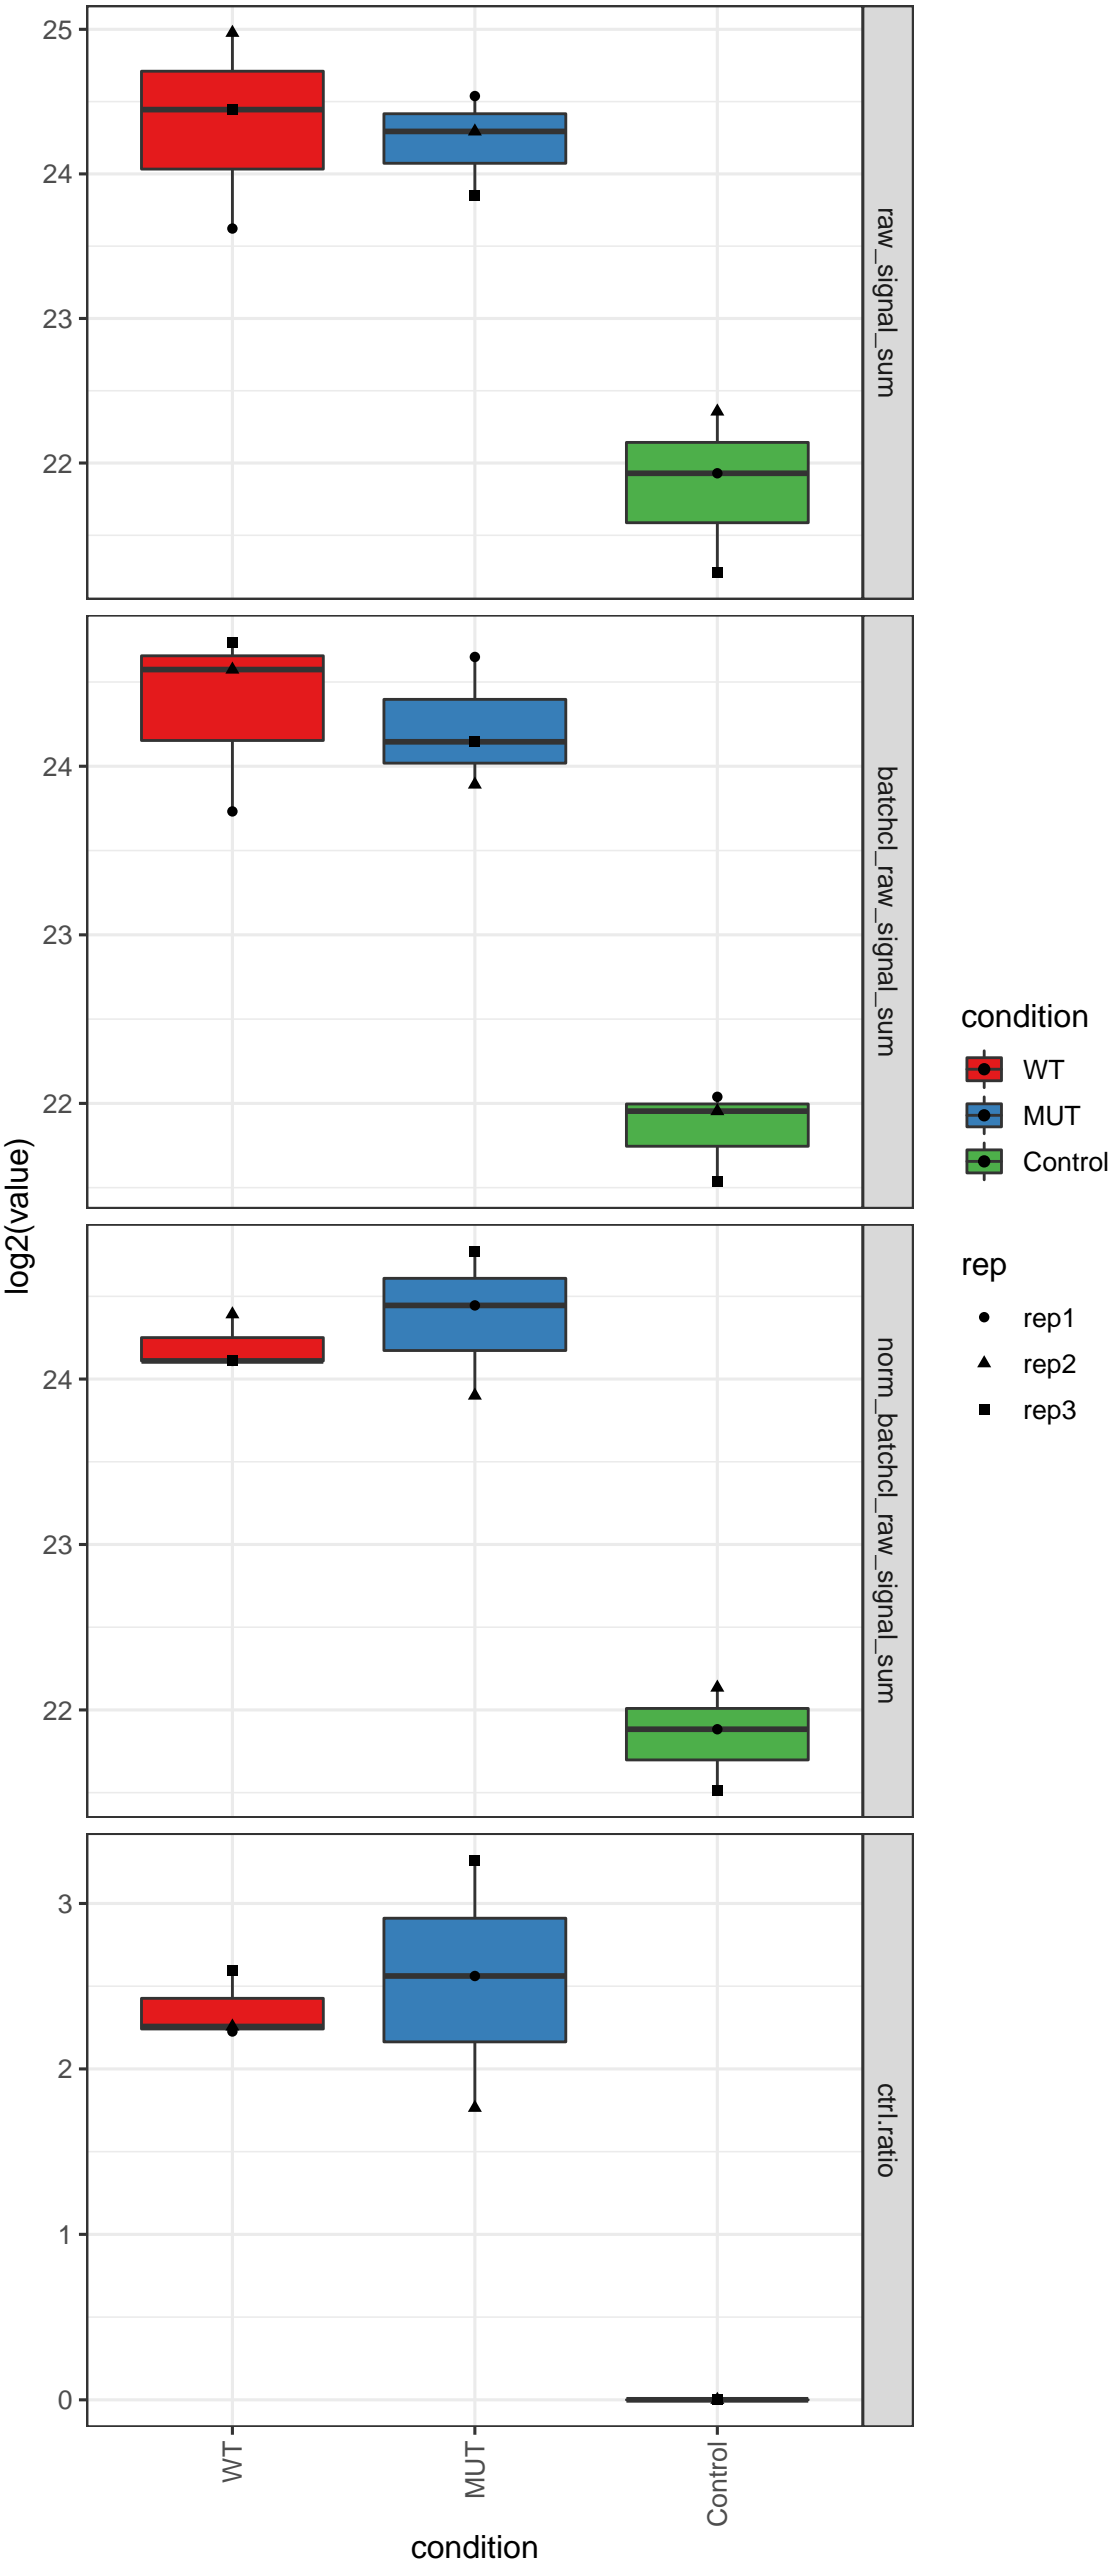 25
24
23
22
raw_signal_sum
24
23
22
batchcl_raw_signal_sum
24
23
22
norm_batchcl_raw_signal_sum
3
2
1
0
ctrl.ratio
log2(value)
WT
MUT
Control
condition
condition
WT
MUT
Control
rep
rep1
rep2
rep3